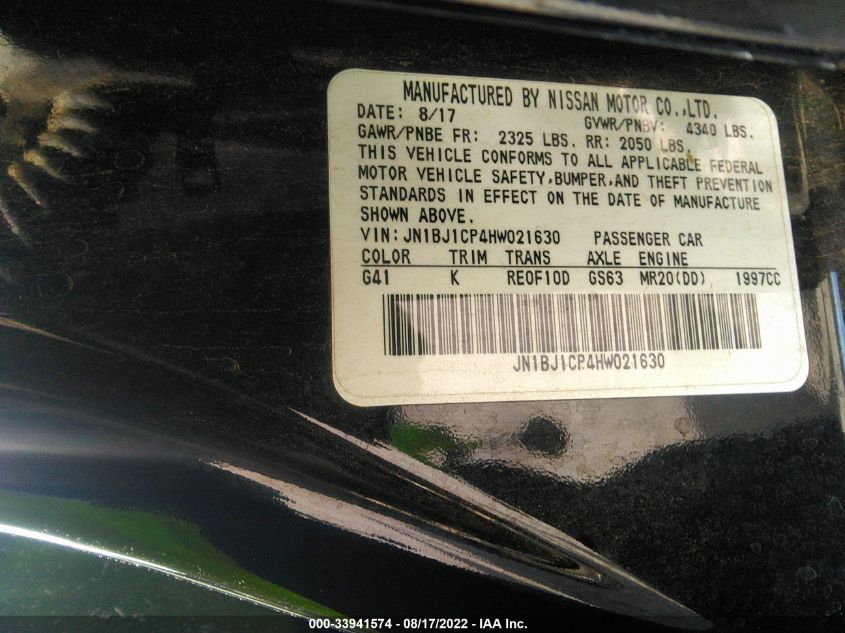 MANUFACTURED BY NISSAN MOTOR CO.,LTD.
DATE: 8/17 GVWR/PNBV: 4340 LBS.
GAWR/PNBE FR: 2325 LBS. RR: 2050 LBS.
THIS VEHICLE CONFORMS TO ALL APPLICABLE FEDERAL
MOTOR VEHICLE SAFETY,BUMPER,AND THEFT PREVENTION
STANDARDS IN EFFECT ON THE DATE OF MANUFACTURE
SHOWN ABOVE.
VIN:JN1BJ1CP4HW021630 PASSENGER CAR
COLOR TRIM TRANS AXLE ENGINE
G41 K RE0F10D GS63 MR20(DD) 1997CC
JN1BJ1CP4HW021630
000-33941574 — 08/17/2022 — IAA Inc.